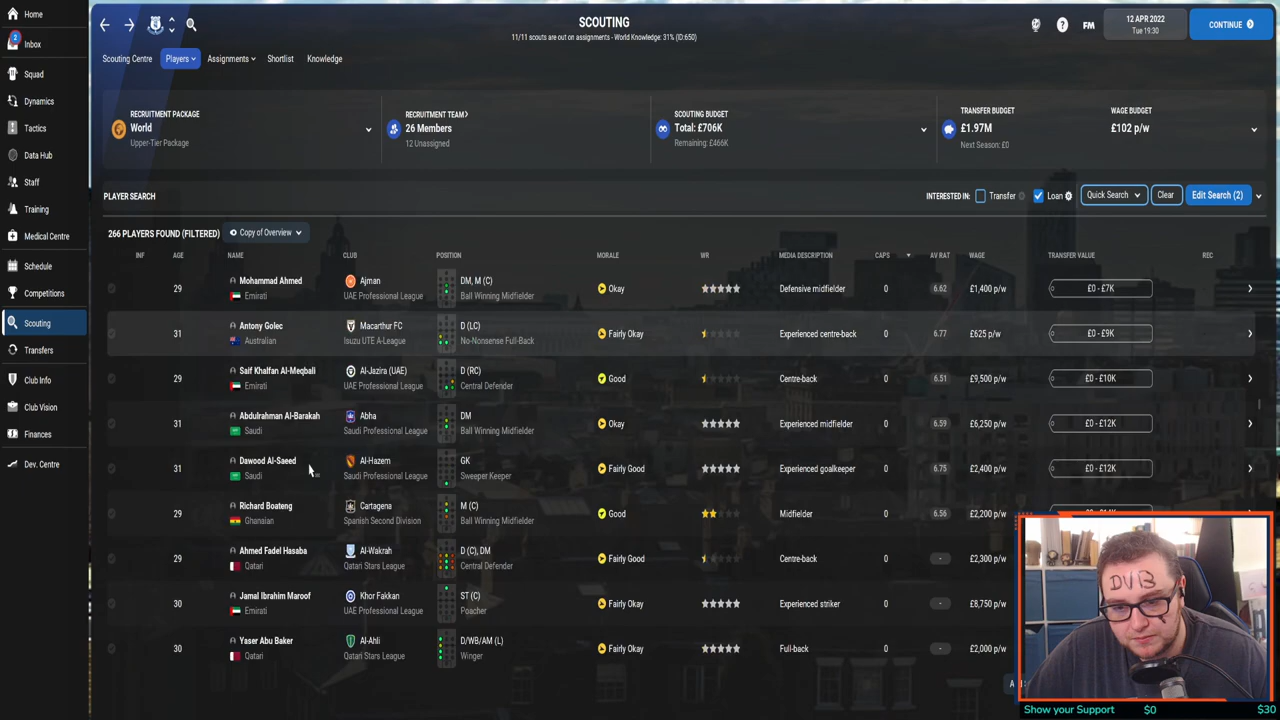 Home
SCOUTING
11/11 scouts are out on assignments - World Knowledge: 31% (ID:650)
FM
12 APR 2022
Tue 19:30
CONTINUE
2
Inbox
Squad
Dynamics
Tactics
Data Hub
Staff
Training
Medical Centre
Schedule
Competitions
Scouting
Transfers
Club Info
Club Vision
Finances
Dev. Centre
Scouting Centre
Players
Assignments
Shortlist
Knowledge
RECRUITMENT PACKAGE
World
Upper-Tier Package
RECRUITMENT TEAM
26 Members
12 Unassigned
SCOUTING BUDGET
Total: £706K
Remaining: £466K
TRANSFER BUDGET
£1.97M
Next Season: £0
WAGE BUDGET
£102 p/w
PLAYER SEARCH
INTERESTED IN: Transfer Loan
Quick Search
Clear
Edit Search (2)
266 PLAYERS FOUND (FILTERED)
Copy of Overview
INF AGE NAME CLUB POSITION MORALE WR MEDIA DESCRIPTION CAPS AV RAT WAGE TRANSFER VALUE REC
29 Mohammad Ahmed Ajman DM, M (C) Okay Defensive midfielder 0 6.62 £1,400 p/w £0 - £7K
Emirati UAE Professional League Ball Winning Midfielder
31 Antony Golec Macarthur FC D (LC) Fairly Okay Experienced centre-back 0 6.77 £625 p/w £0 - £9K
Australian Isuzu UTE A-League No-Nonsense Full-Back
29 Saif Khalfan Al-Meqbali Al-Jazira (UAE) D (RC) Good Centre-back 0 6.51 £9,500 p/w £0 - £10K
Emirati UAE Professional League Central Defender
31 Abdulrahman Al-Barakah Abha DM Okay Experienced midfielder 0 6.59 £6,250 p/w £0 - £12K
Saudi Saudi Professional League Ball Winning Midfielder
31 Dawood Al-Saeed Al-Hazem GK Fairly Good Experienced goalkeeper 0 6.75 £2,400 p/w £0 - £12K
Saudi Saudi Professional League Sweeper Keeper
29 Richard Boateng Cartagena M (C) Good Midfielder 0 6.56 £2,200 p/w
Ghanaian Spanish Second Division Ball Winning Midfielder
29 Ahmed Fadel Hasaba Al-Wakrah D (C), DM Fairly Good Centre-back 0 - £2,300 p/w
Qatari Qatari Stars League Central Defender
30 Jamal Ibrahim Maroof Khor Fakkan ST (C) Fairly Okay Experienced striker 0 - £8,750 p/w
Emirati UAE Professional League Poacher
30 Yaser Abu Baker Al-Ahli D/WB/AM (L) Fairly Okay Full-back 0 - £2,000 p/w
Qatari Qatari Stars League Winger
Show your Support $0 $30